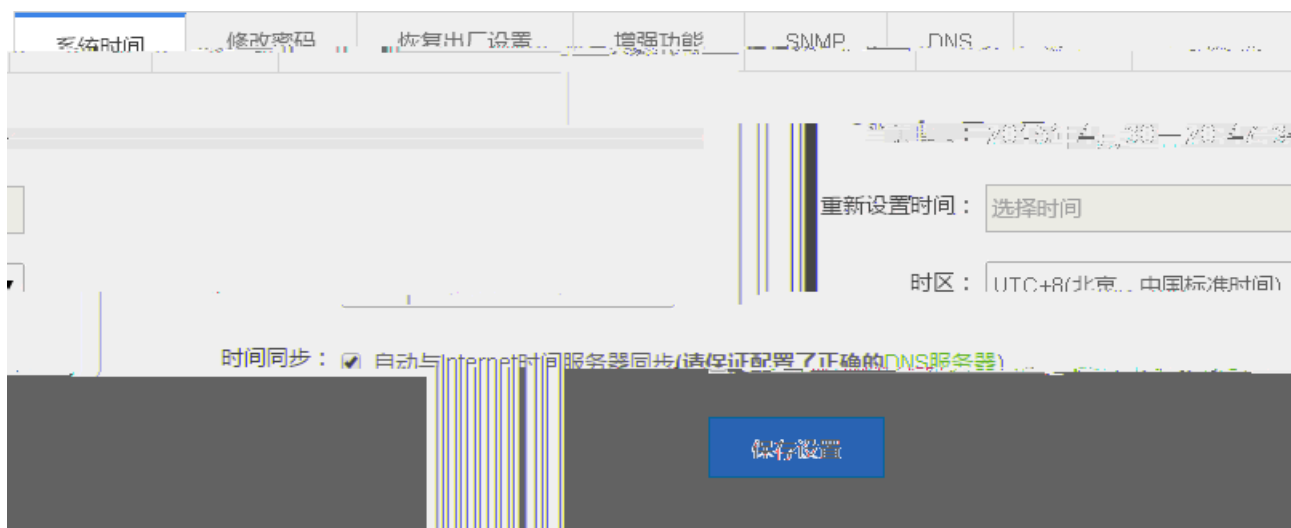 系统时间 修改密码 恢复出厂设置 增强功能 SNMP DNS
重新设置时间： 选择时间
时区： UTC+8(北京，中国标准时间)
时间同步： 自动与Internet时间服务器同步(请保证配置了正确的DNS服务器)
保存设置